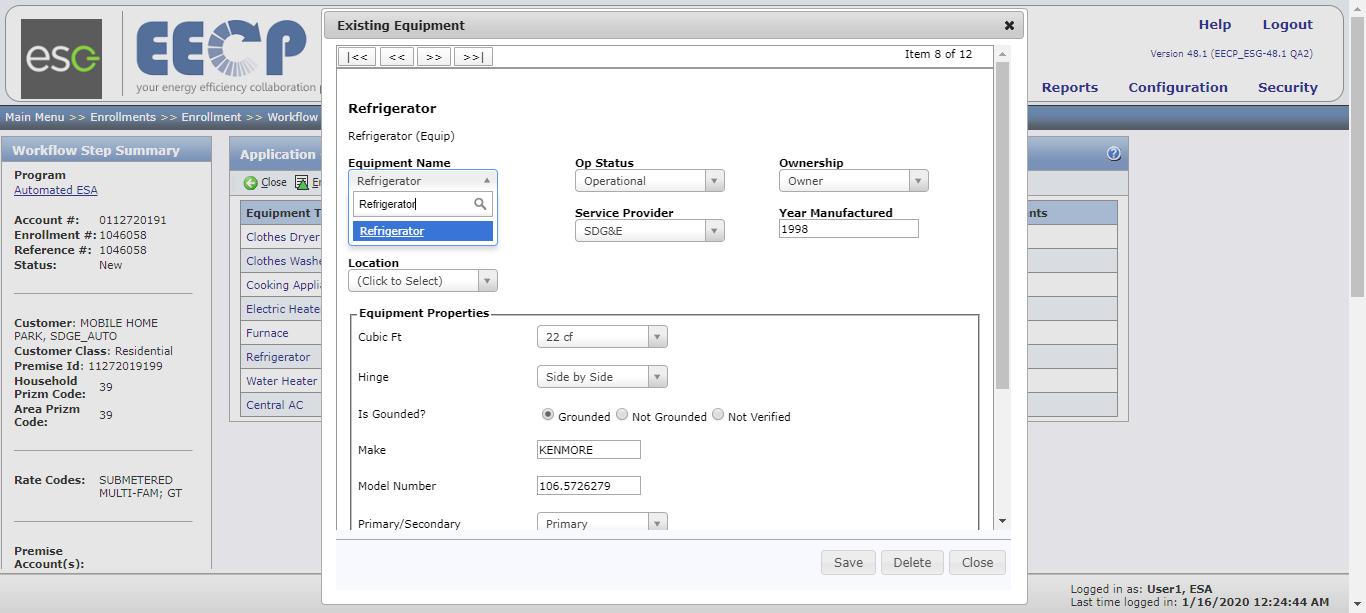 esg
EECP
your energy efficiency collaboration
Help Logout
Version 48.1 (EECP_ESG-48.1 QA2)
Reports Configuration Security
Main Menu >> Enrollments >> Enrollment >> Workflow
Workflow Step Summary
Program
Automated ESA
Account #: 0112720191
Enrollment #: 1046058
Reference #: 1046058
Status: New
Customer: MOBILE HOME
PARK, SDGE_AUTO
Customer Class: Residential
Premise Id: 11272019199
Household
Prizm Code: 39
Area Prizm
Code: 39
Rate Codes: SUBMETERED
MULTI-FAM; GT
Premise
Account(s):
Application
Close
Equipment T
Clothes Dryer
Clothes Washe
Cooking Applia
Electric Heate
Furnace
Refrigerator
Water Heater
Central AC
nts
Existing Equipment
|<< << >> >>|
Item 8 of 12
Refrigerator
Refrigerator (Equip)
Equipment Name Op Status Ownership
Refrigerator Operational Owner
Refrigerator
Refrigerator
Service Provider Year Manufactured
SDG&E 1998
Location
(Click to Select)
Equipment Properties
Cubic Ft 22 cf
Hinge Side by Side
Is Gounded? Grounded Not Grounded Not Verified
Make KENMORE
Model Number 106.5726279
Primary/Secondary Primary
Save Delete Close
Logged in as: User1, ESA
Last time logged in: 1/16/2020 12:24:44 AM